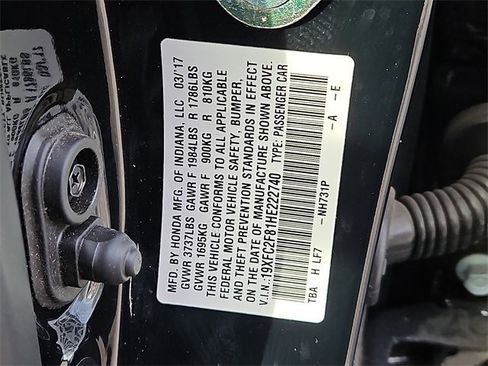 MFD. BY HONDA MFG. OF INDIANA, LLC 03/17
GVWR 3737LBS GAWR F 1984LBS R 1786LBS
GVWR 1695KG GAWR F 900KG R 810KG
THIS VEHICLE CONFORMS TO ALL APPLICABLE
FEDERAL MOTOR VEHICLE SAFETY, BUMPER,
AND THEFT PREVENTION STANDARDS IN EFFECT
ON THE DATE OF MANUFACTURE SHOWN ABOVE.
V.I.N.:19XFC2F81HE222740 TYPE: PASSENGER CAR
TBA H LF7 -NH731P -A -E